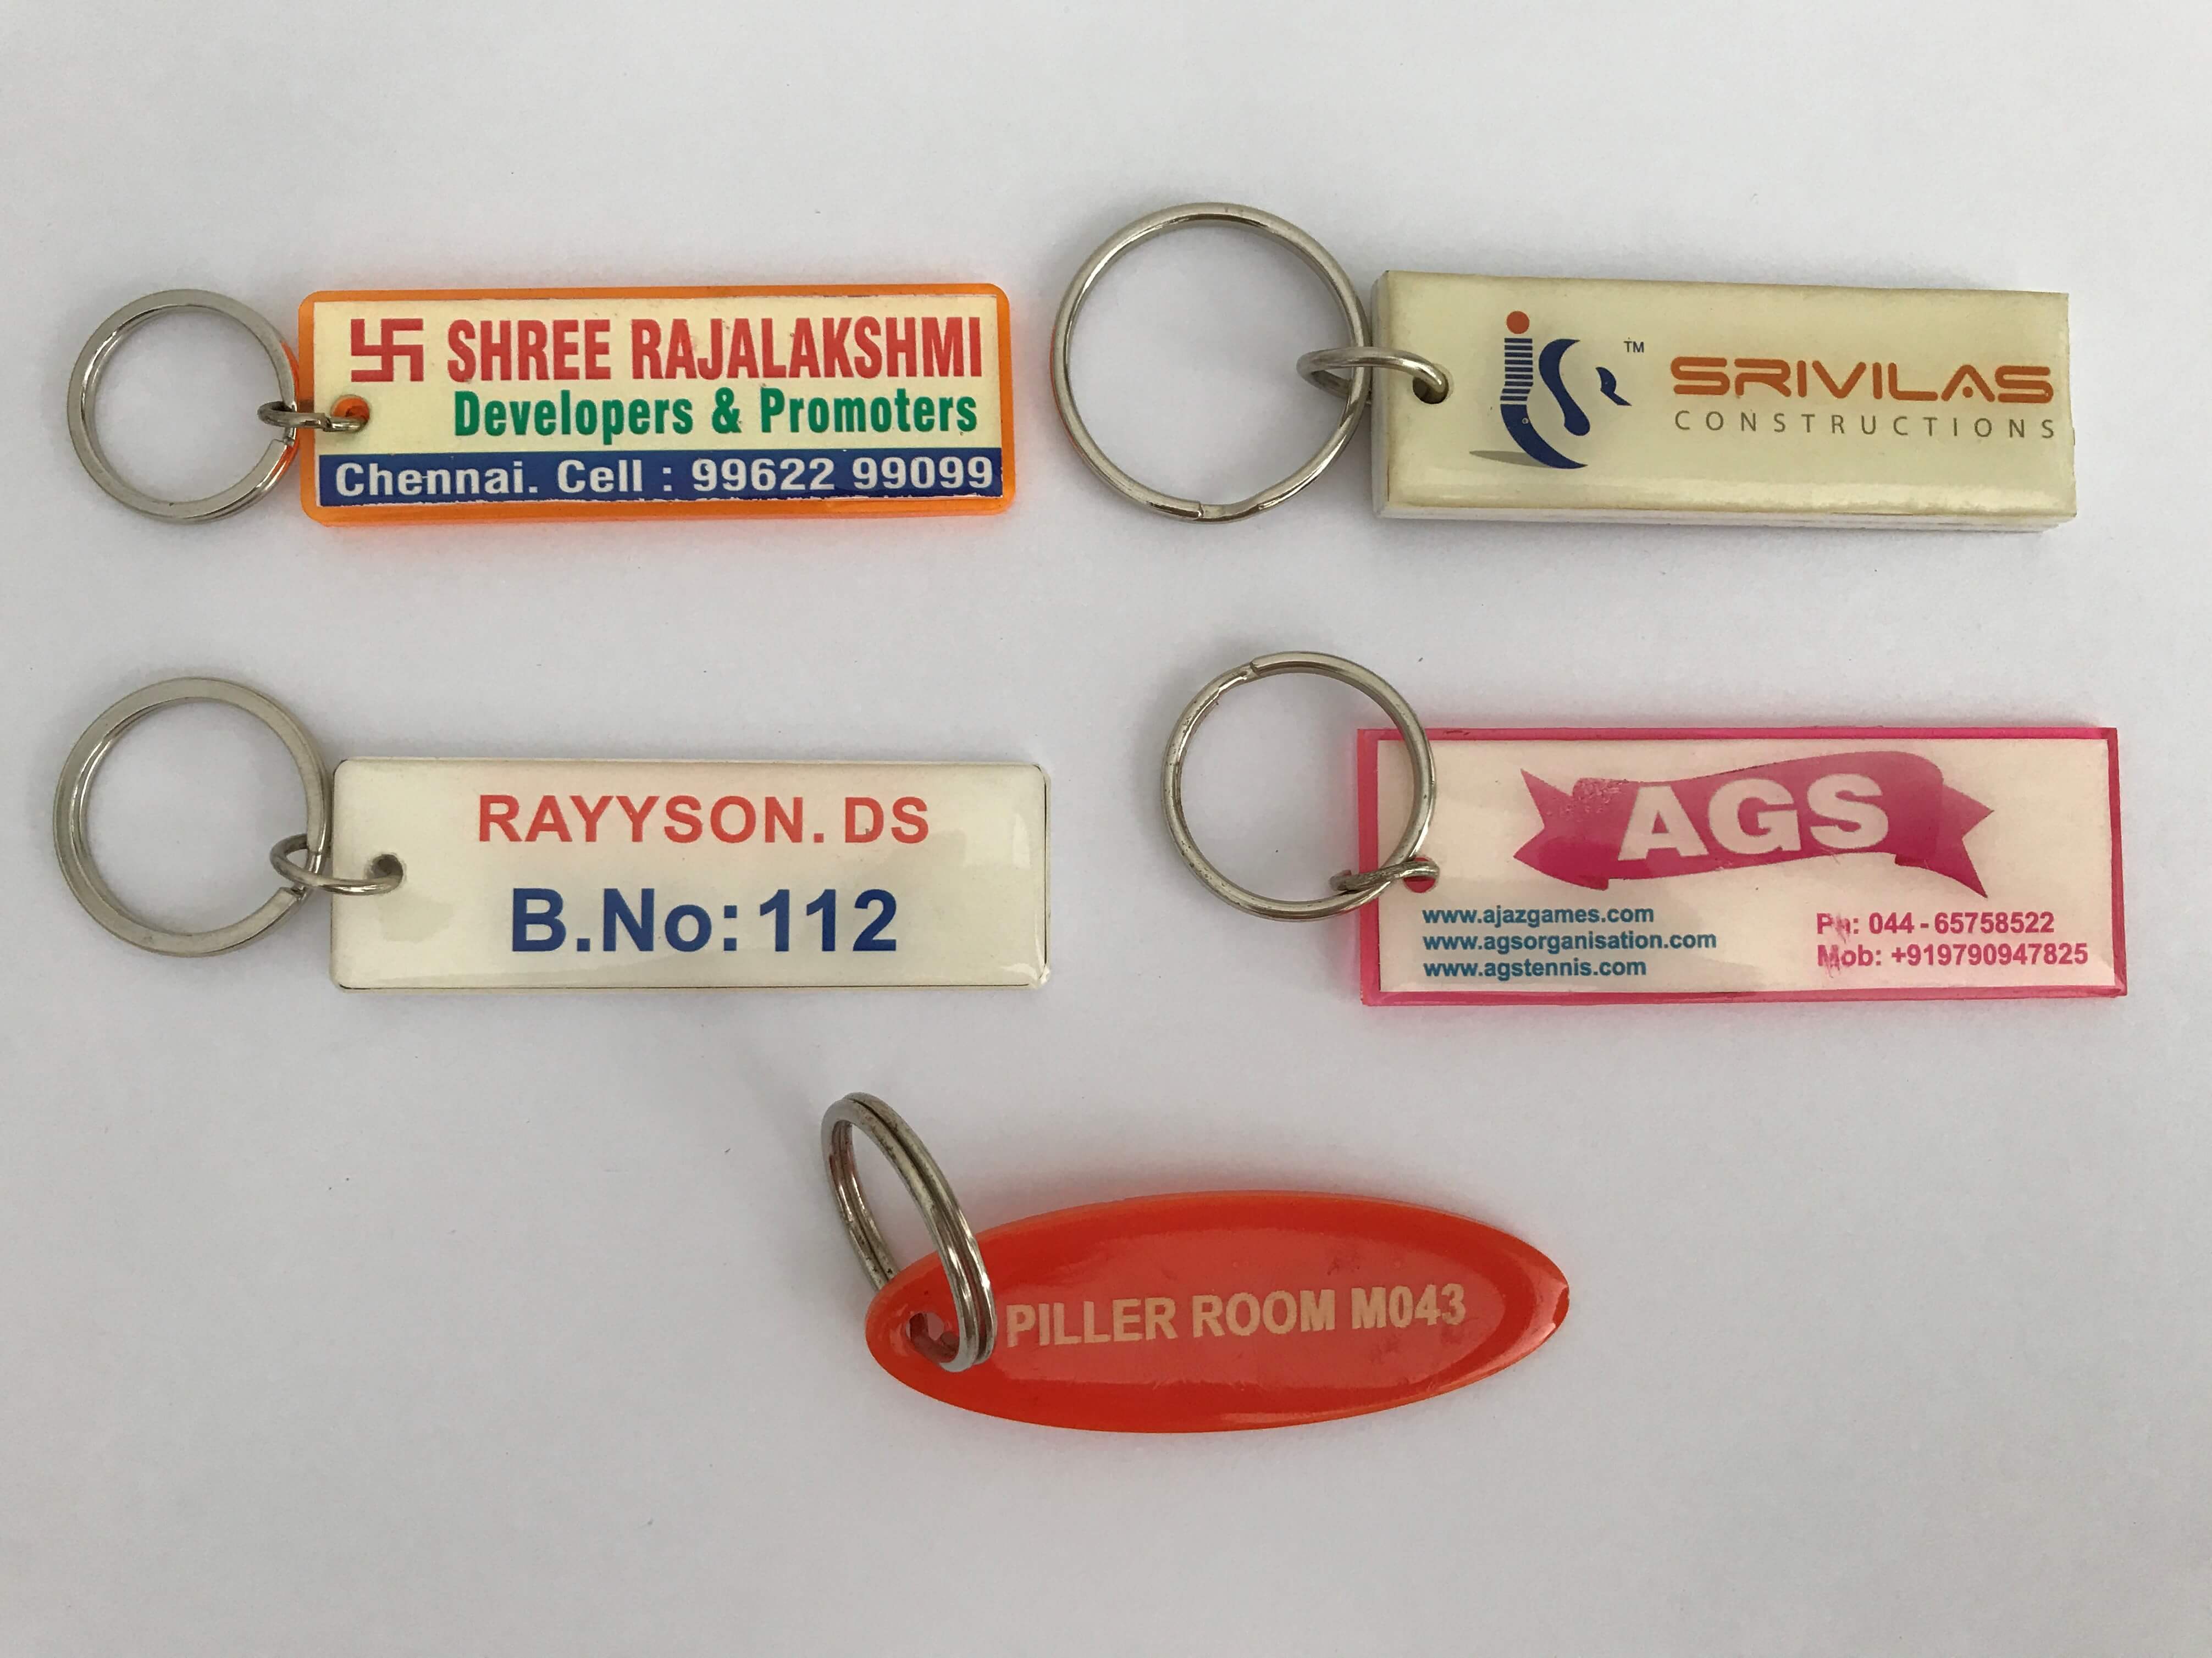 SHREE RAJALAKSHMI
Developers & Promoters
Chennai. Cell : 99622 99099
TM
SRIVILAS
CONSTRUCTIONS
RAYYSON. DS
B.No: 112
AGS
www.ajazgames.com
www.agsorganisation.com
www.agstennis.com
Ph: 044 - 65758522
Mob: +919790947825
PILLER ROOM M043